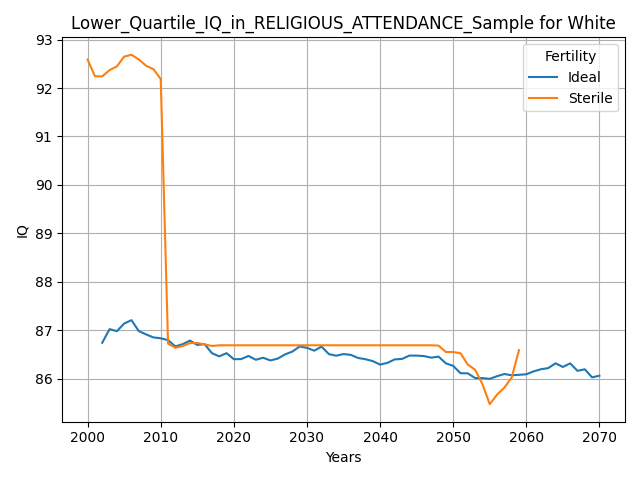 Lower_Quartile_IQ_in_RELIGIOUS_ATTENDANCE_Sample for White
Fertility
Ideal
Sterile
93
92
91
90
89
88
87
86
IQ
2000 2010 2020 2030 2040 2050 2060 2070
Years